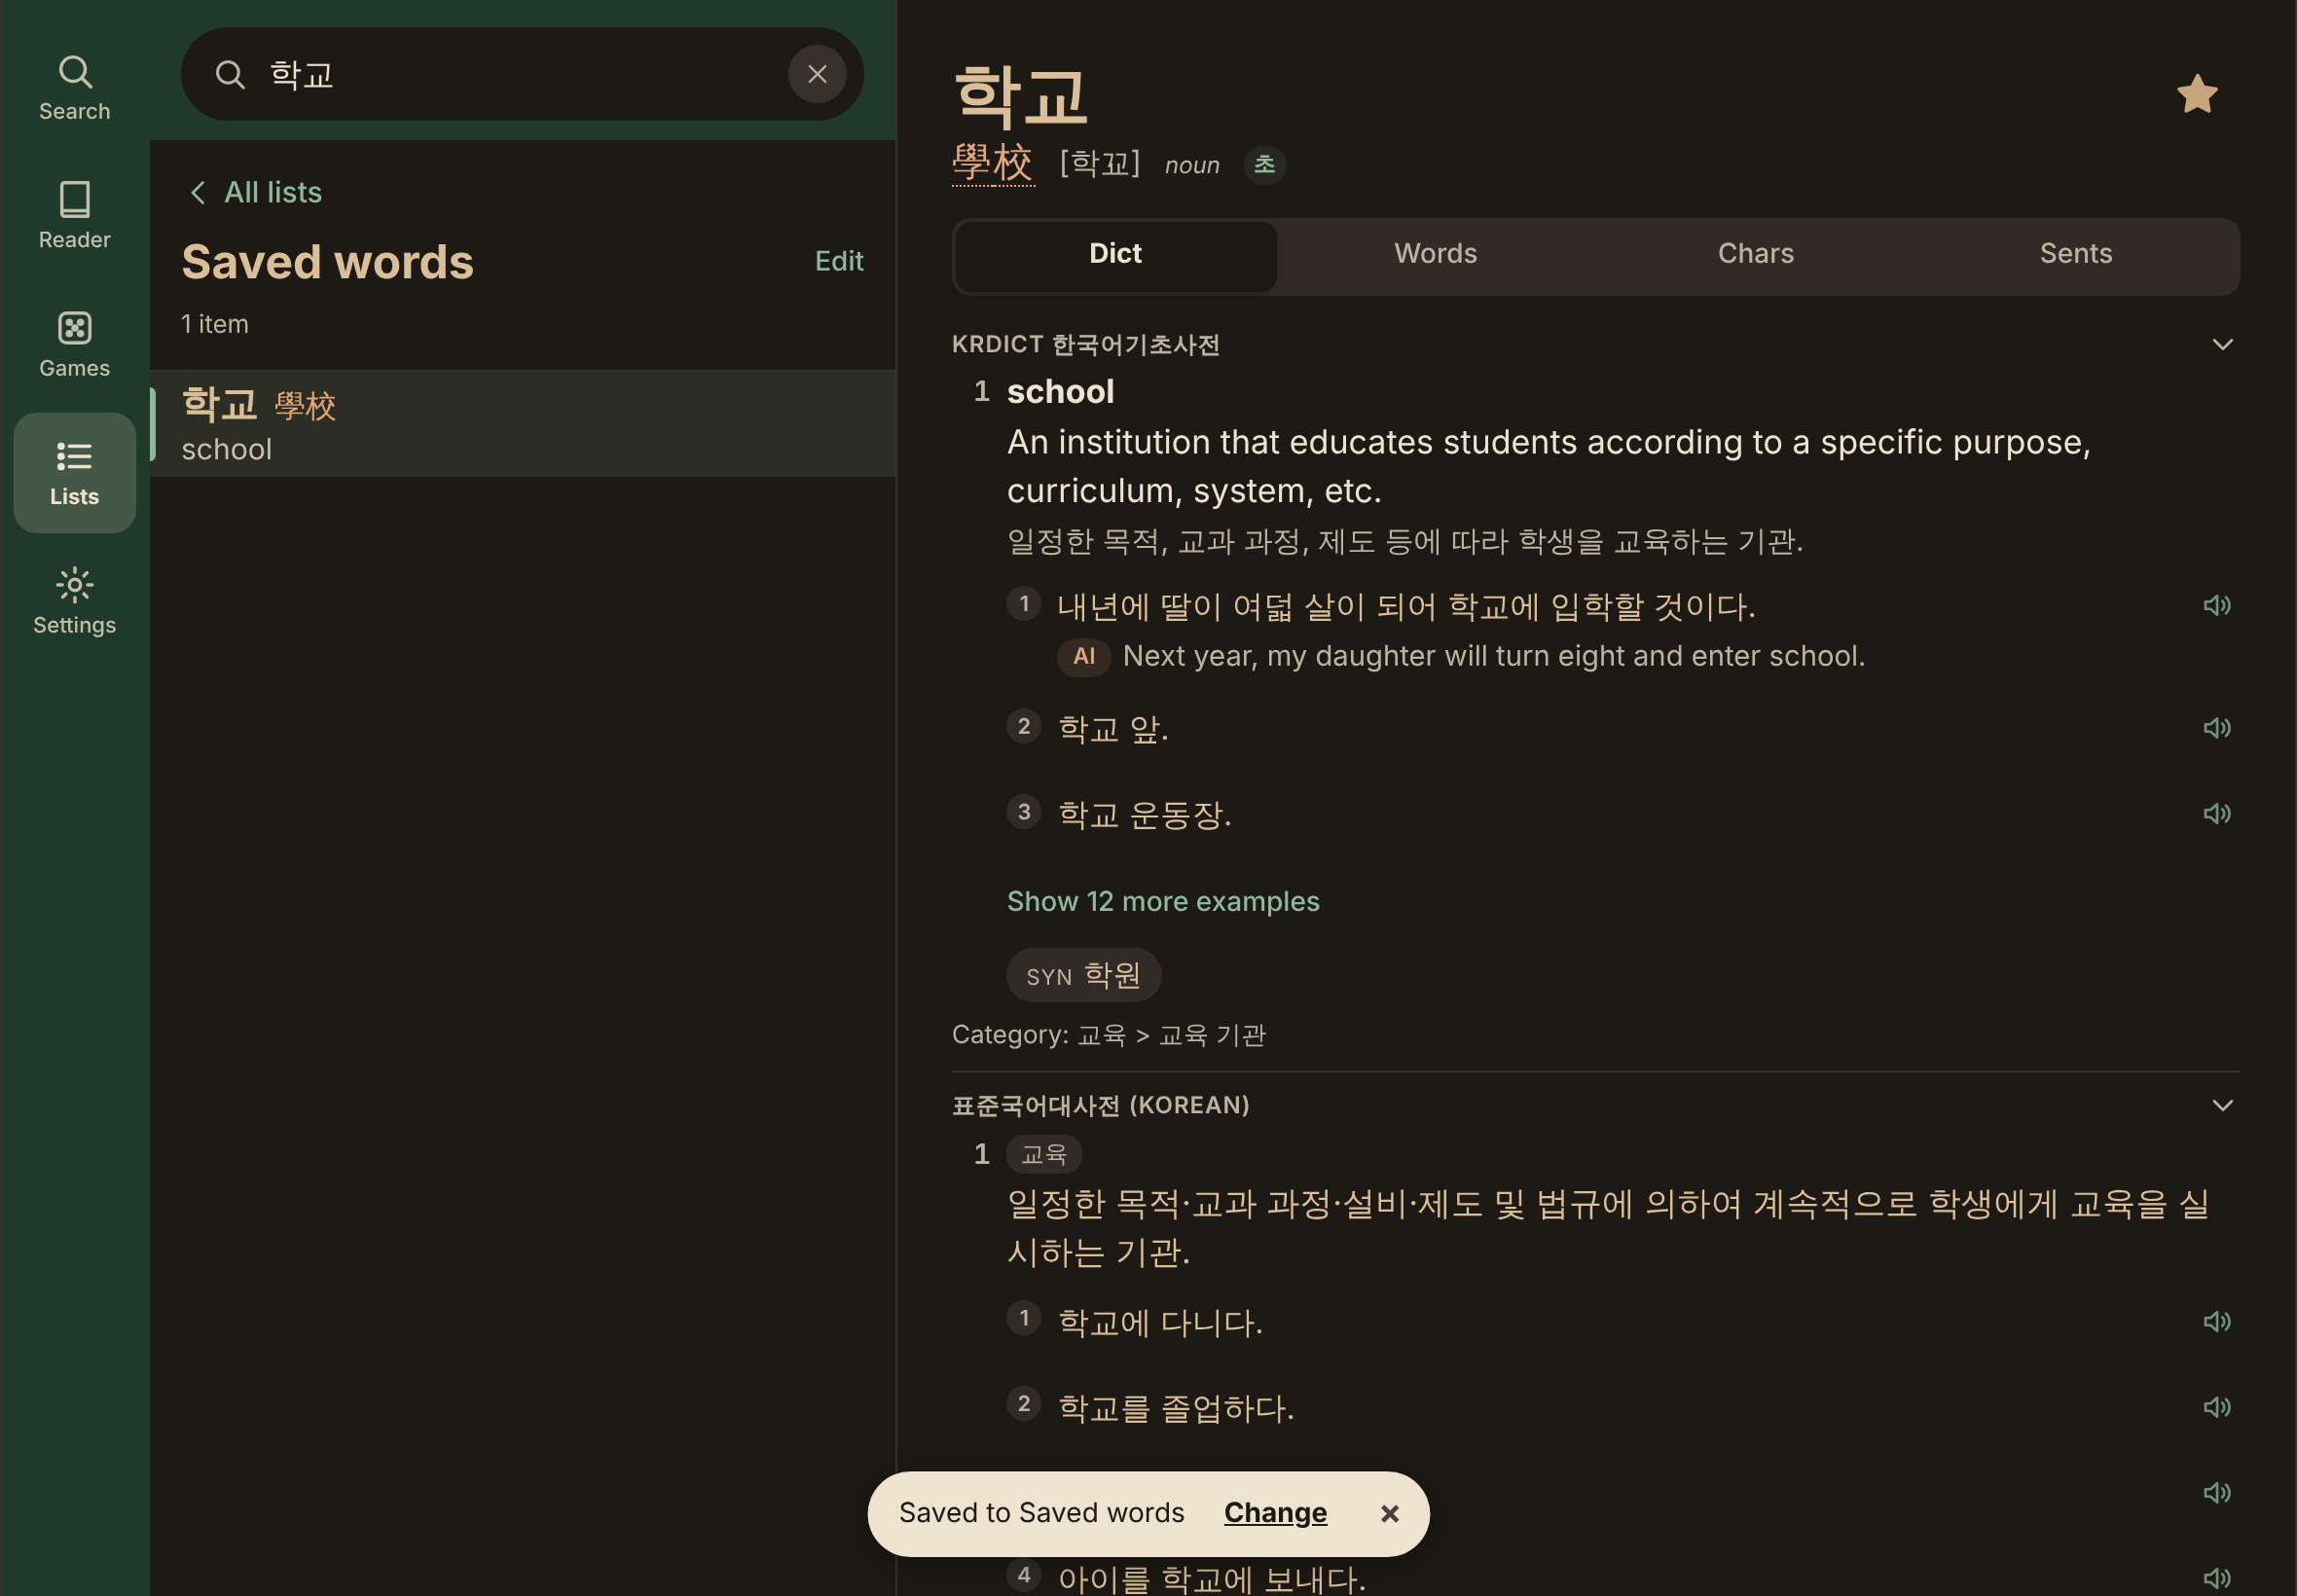 Search
Reader
Games
Lists
Settings
학교
All lists
Saved words
Edit
1 item
학교 學校
school
학교
學校 [학꾜] noun 초
Dict Words Chars Sents
KRDICT 한국어기초사전
1 school
An institution that educates students according to a specific purpose,
curriculum, system, etc.
일정한 목적, 교과 과정, 제도 등에 따라 학생을 교육하는 기관.
1 내년에 딸이 여덟 살이 되어 학교에 입학할 것이다.
AI Next year, my daughter will turn eight and enter school.
2 학교 앞.
3 학교 운동장.
Show 12 more examples
SYN 학원
Category: 교육 > 교육 기관
표준국어대사전 (KOREAN)
1 교육
일정한 목적·교과 과정·설비·제도 및 법규에 의하여 계속적으로 학생에게 교육을 실
시하는 기관.
1 학교에 다니다.
2 학교를 졸업하다.
Saved to Saved words Change
4 아이를 학교에 보내다.